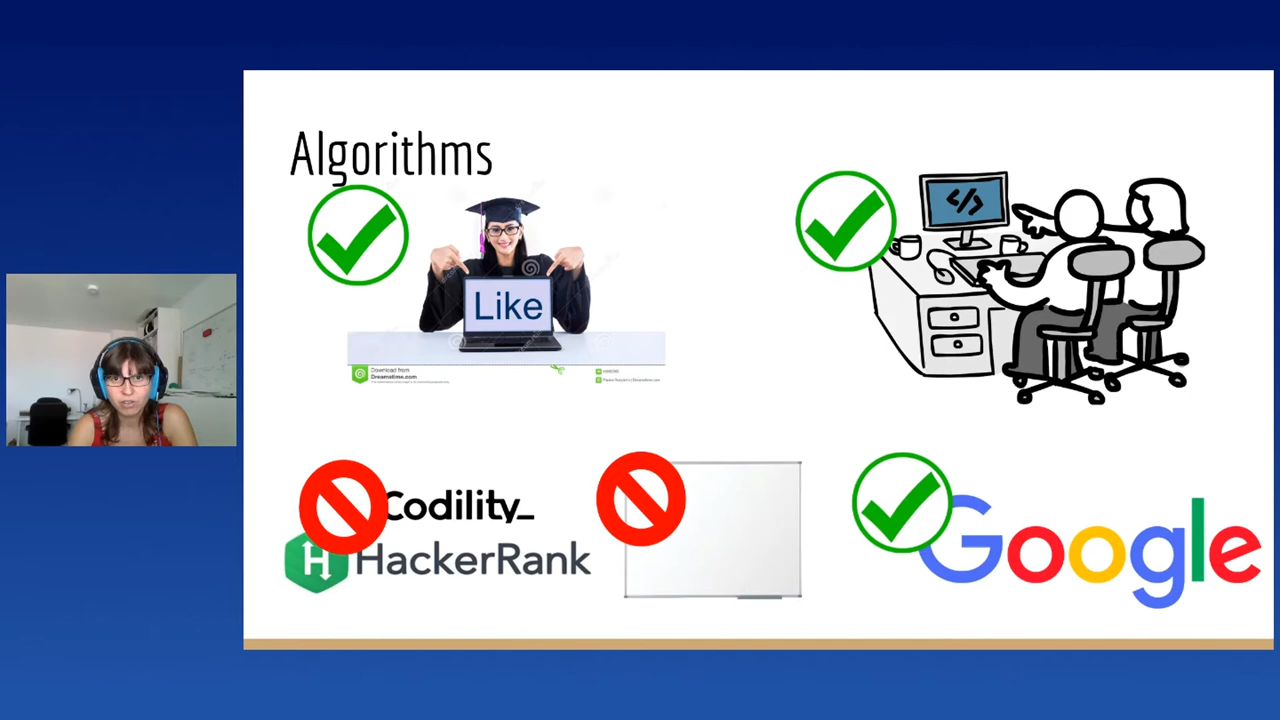 Algorithms
Like
Download from
Dreamstime.com
</>
Codility_
HackerRank
H
Google